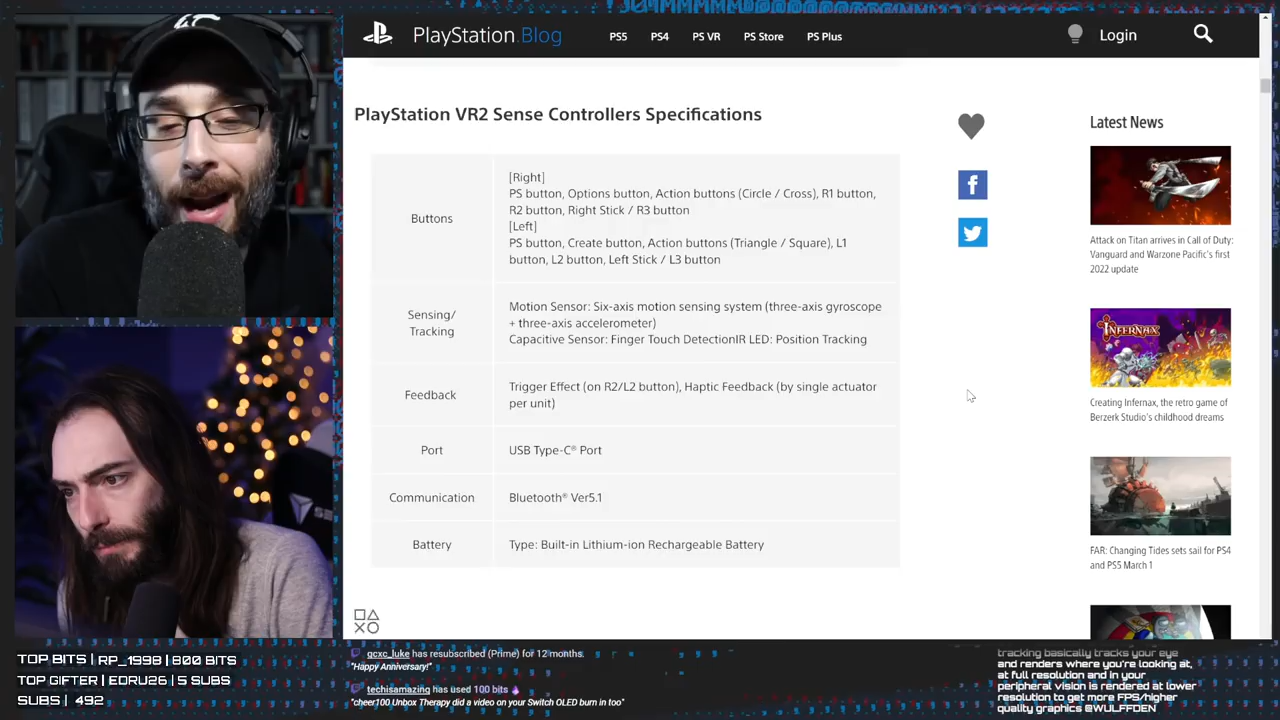 PlayStation.Blog
PS5
PS4
PS VR
PS Store
PS Plus
Login
PlayStation VR2 Sense Controllers Specifications
Buttons
[Right]
PS button, Options button, Action buttons (Circle / Cross), R1 button,
R2 button, Right Stick / R3 button
[Left]
PS button, Create button, Action buttons (Triangle / Square), L1
button, L2 button, Left Stick / L3 button
Sensing/
Tracking
Motion Sensor: Six-axis motion sensing system (three-axis gyroscope
+ three-axis accelerometer)
Capacitive Sensor: Finger Touch DetectionIR LED: Position Tracking
Feedback
Trigger Effect (on R2/L2 button), Haptic Feedback (by single actuator
per unit)
Port
USB Type-C® Port
Communication
Bluetooth® Ver5.1
Battery
Type: Built-in Lithium-ion Rechargeable Battery
Latest News
Attack on Titan arrives in Call of Duty:
Vanguard and Warzone Pacific's first
2022 update
INFERNAX
Creating Infernax, the retro game of
Berzerk Studio's childhood dreams
FAR: Changing Tides sets sail for PS4
and PS5 March 1
TOP BITS | RP_1998 | 800 BITS
TOP GIFTER | EDRU26 | 5 SUBS
SUBS | 492
gcxc_luke has resubscribed (Prime) for 12 months.
"Happy Anniversary!"
techisamazing has used 100 bits
"cheer100 Unbox Therapy did a video on your Switch OLED burn in too"
tracking basically tracks your eye
and renders where you're looking at,
at full resolution and in your
peripheral vision is rendered at lower
resolution to get more FPS/higher
quality graphics @WULFFDEN